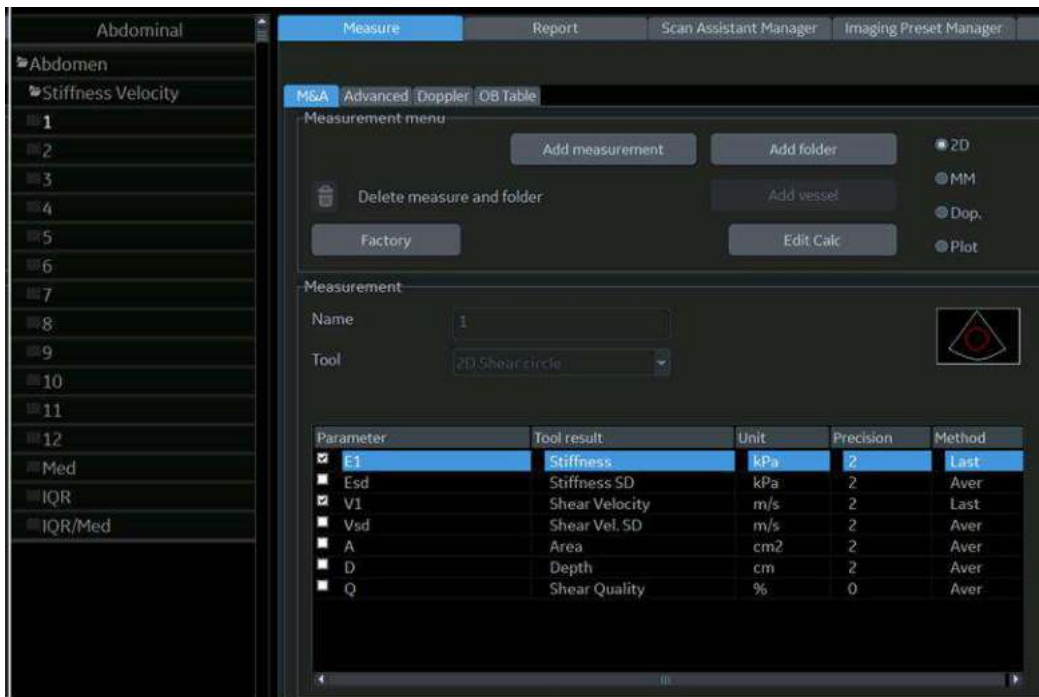 Abdominal
Measure Report Scan Assistant Manager Imaging Preset Manager
Abdomen
Stiffness Velocity
1
2
3
4
5
6
7
8
9
10
11
12
Med
IQR
IQR/Med
M&A Advanced Doppler OB Table
Measurement menu
Add measurement Add folder 2D
MM
Delete measure and folder Add vessel
Dop.
Factory Edit Calc Plot
Measurement
Name 1
Tool 2D Shear circle
Parameter Tool result Unit Precision Method
E1 Stiffness kPa 2 Last
Esd Stiffness SD kPa 2 Aver
V1 Shear Velocity m/s 2 Last
Vsd Shear Vel. SD m/s 2 Aver
A Area cm2 2 Aver
D Depth cm 2 Aver
Q Shear Quality % 0 Aver